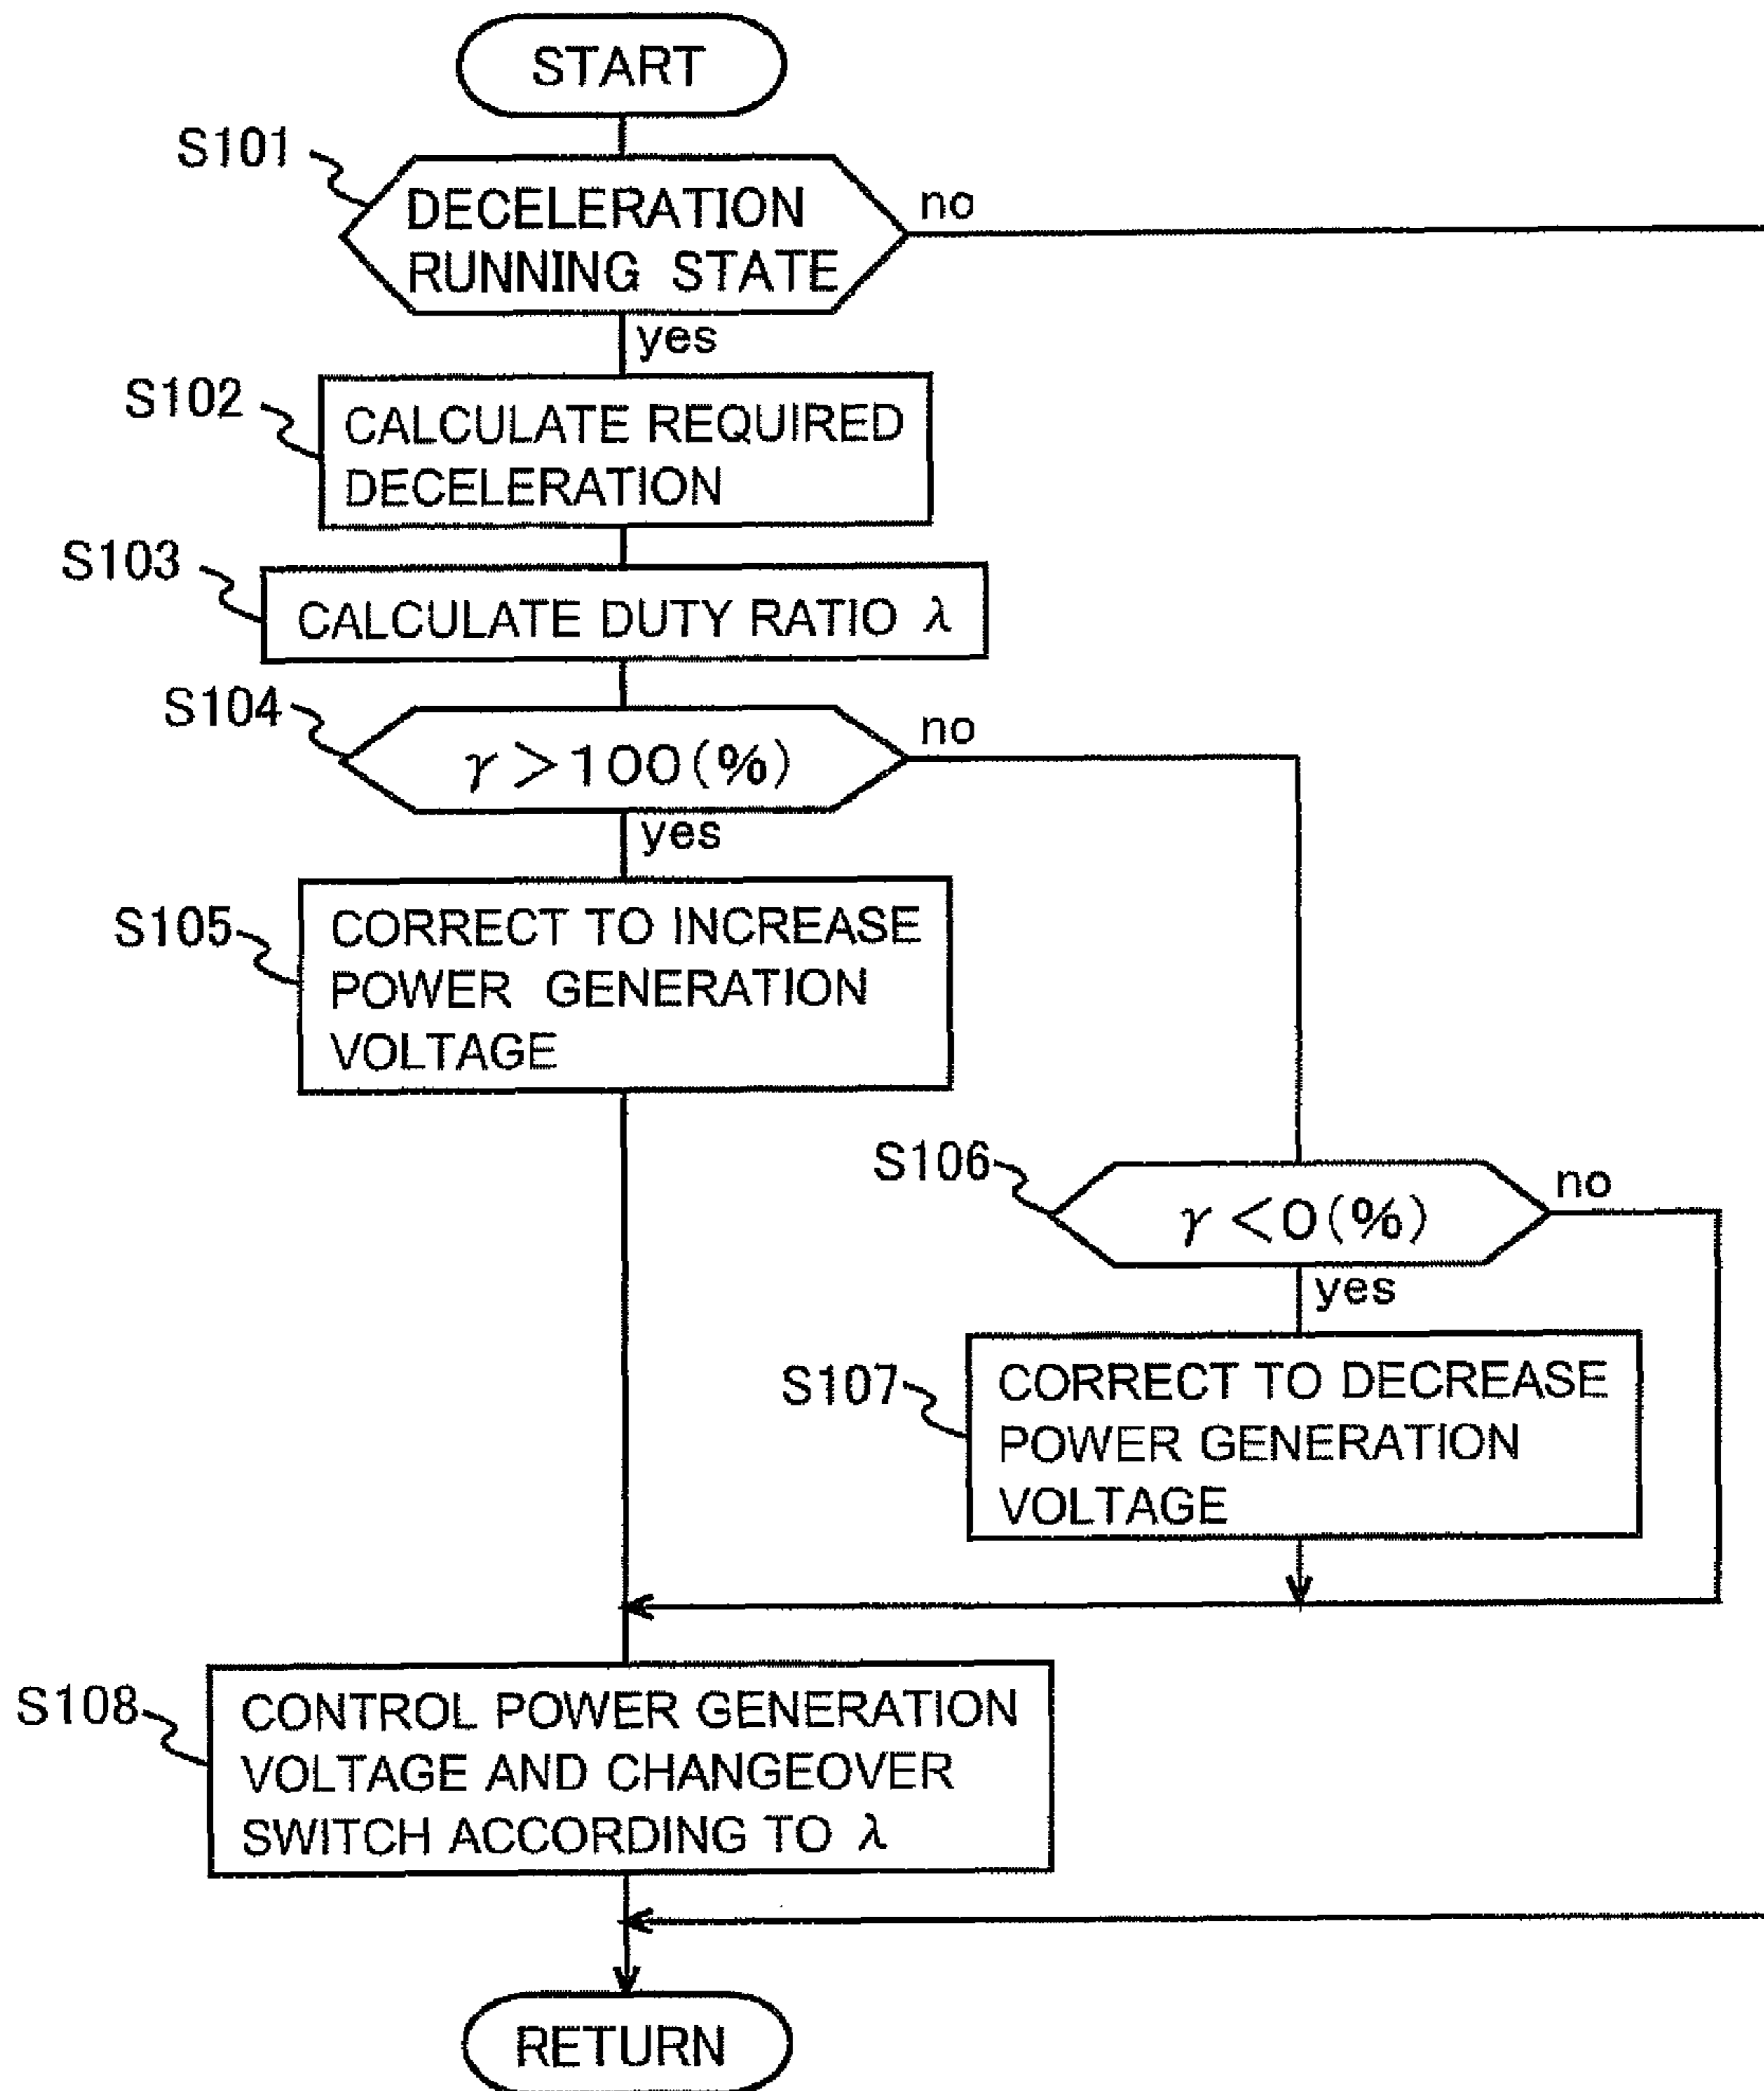 START
S101
DECELERATION
RUNNING STATE
no
yes
S102
CALCULATE REQUIRED
DECELERATION
S103
CALCULATE DUTY RATIO λ
S104
γ>100(%)
no
yes
S105
CORRECT TO INCREASE
POWER GENERATION
VOLTAGE
S106
γ<0(%)
no
yes
S107
CORRECT TO DECREASE
POWER GENERATION
VOLTAGE
S108
CONTROL POWER GENERATION
VOLTAGE AND CHANGEOVER
SWITCH ACCORDING TO λ
RETURN